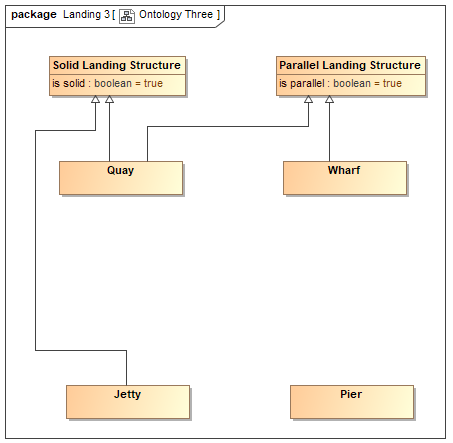 package Landing 3 [ Ontology Three ]
Solid Landing Structure
is solid : boolean = true
Parallel Landing Structure
is parallel : boolean = true
Quay
Wharf
Jetty
Pier